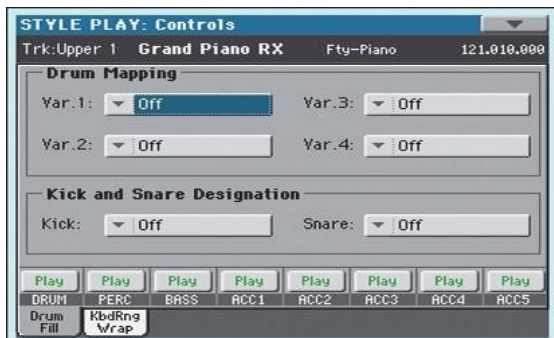 STYLE PLAY: Controls
Trk:Upper 1 Grand Piano RX Fty-Piano 121.010.000
Drum Mapping
Var.1: Off Var.3: Off
Var.2: Off Var.4: Off
Kick and Snare Designation
Kick: Off Snare: Off
Play Play Play Play Play Play Play Play
DRUM PERC BASS ACC1 ACC2 ACC3 ACC4 ACC5
Drum Fill KbdRng Wrap